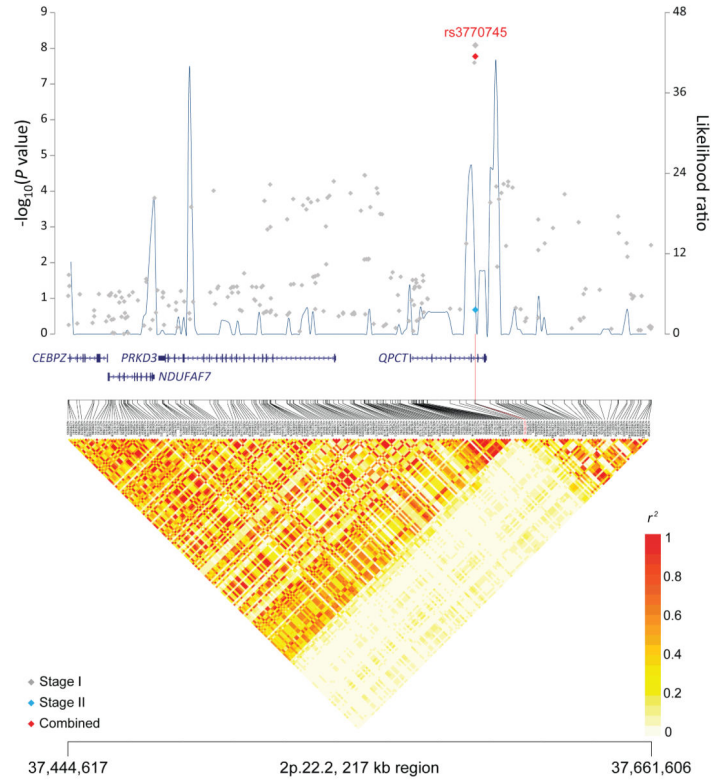 9
8
7
6
5
4
3
2
1
0
-log10(P value)
rs3770745
48
36
24
12
0
Likelihood ratio
CEBPZ
PRKD3
QPCT
NDUFAF7
r²
1
0.8
0.6
0.4
0.2
0
Stage I
Stage II
Combined
37,444,617
2p.22.2, 217 kb region
37,661,606